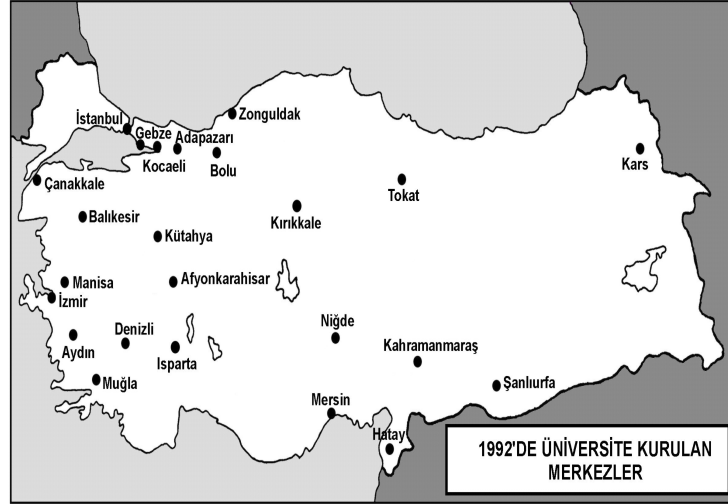 Zonguldak
İstanbul
Gebze
Adapazarı
Kocaeli
Bolu
Kars
Çanakkale
Tokat
Balıkesir
Kırıkkale
Kütahya
Manisa
Afyonkarahisar
İzmir
Niğde
Denizli
Aydın
Isparta
Kahramanmaraş
Muğla
Şanlıurfa
Mersin
Hatay
1992'DE ÜNİVERSİTE KURULAN
MERKEZLER